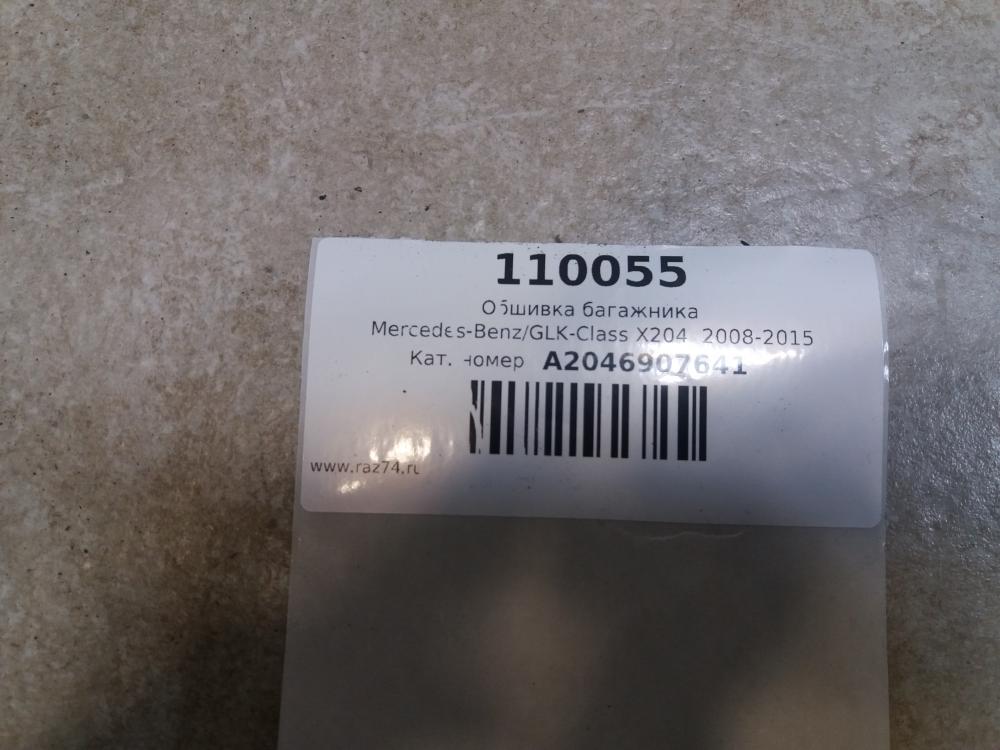 110055
Обшивка багажника
Mercedes-Benz/GLK-Class X204 2008-2015
Кат. номер A2046907641
www.raz74.ru